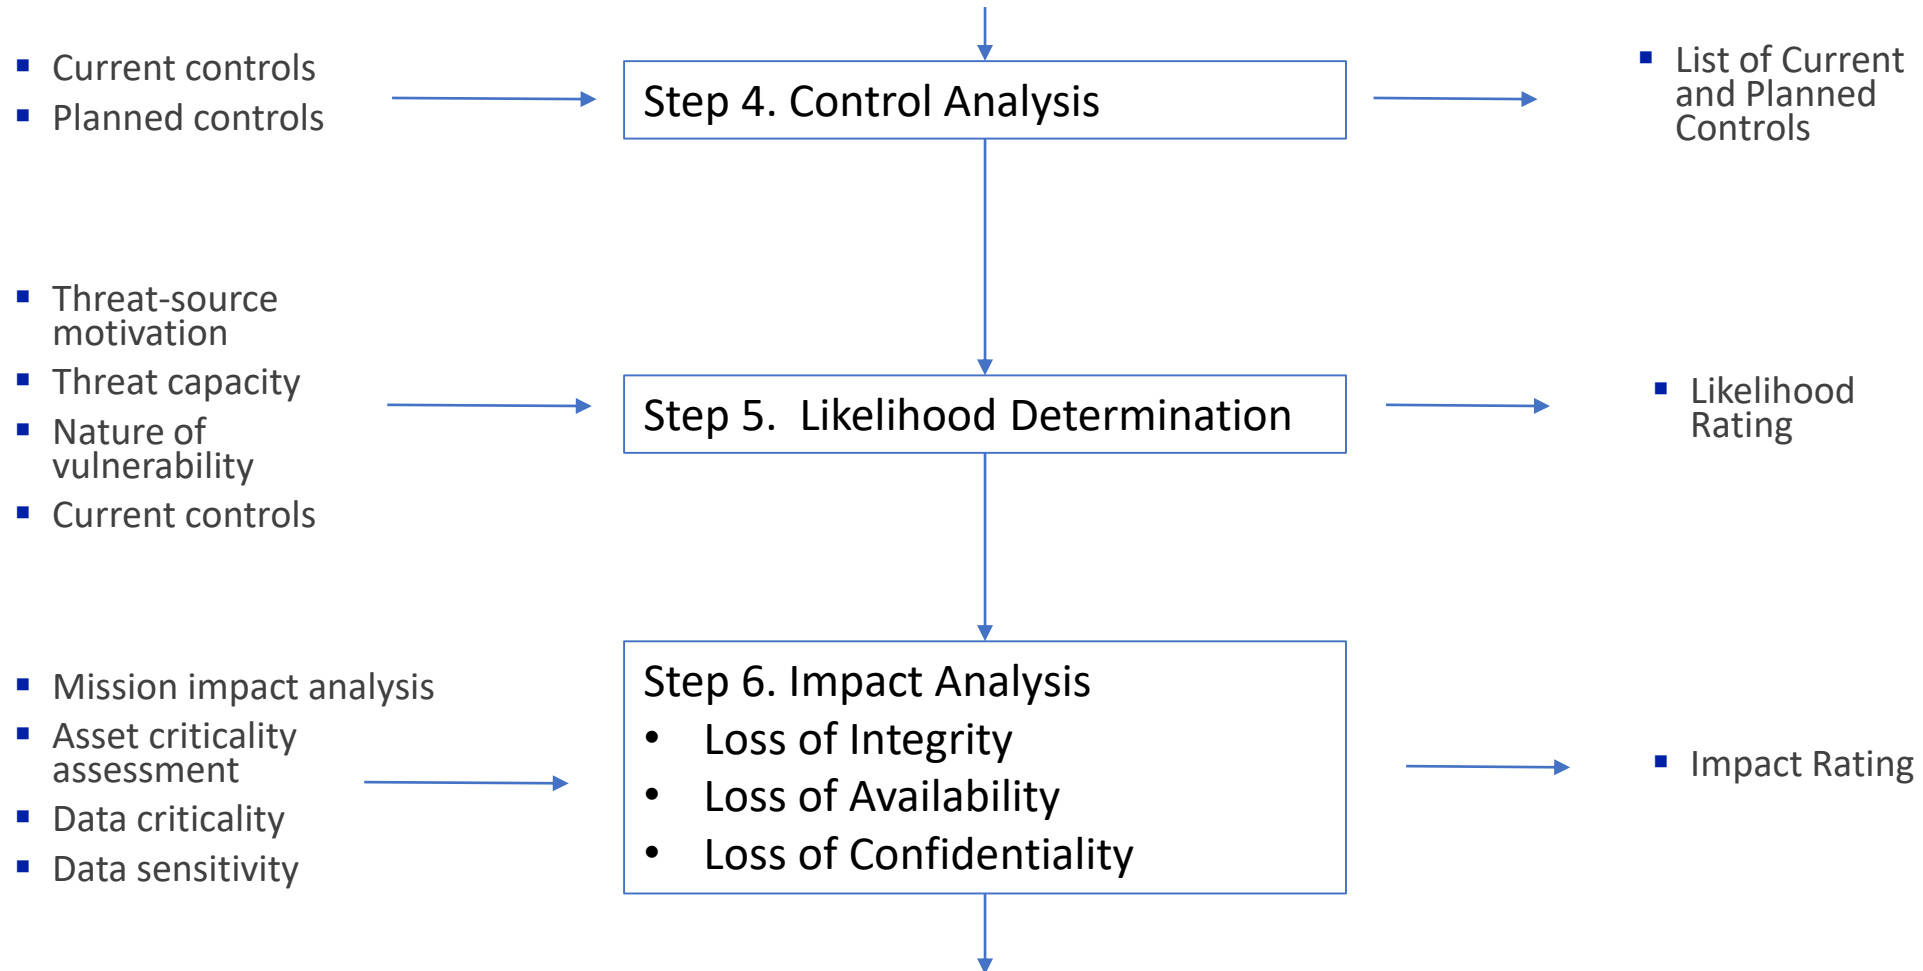 ▪ Current controls
▪ Planned controls
Step 4. Control Analysis
▪ List of Current
and Planned
Controls
▪ Threat-source
motivation
▪ Threat capacity
▪ Nature of
vulnerability
▪ Current controls
Step 5. Likelihood Determination
▪ Likelihood
Rating
▪ Mission impact analysis
▪ Asset criticality
assessment
▪ Data criticality
▪ Data sensitivity
Step 6. Impact Analysis
• Loss of Integrity
• Loss of Availability
• Loss of Confidentiality
▪ Impact Rating